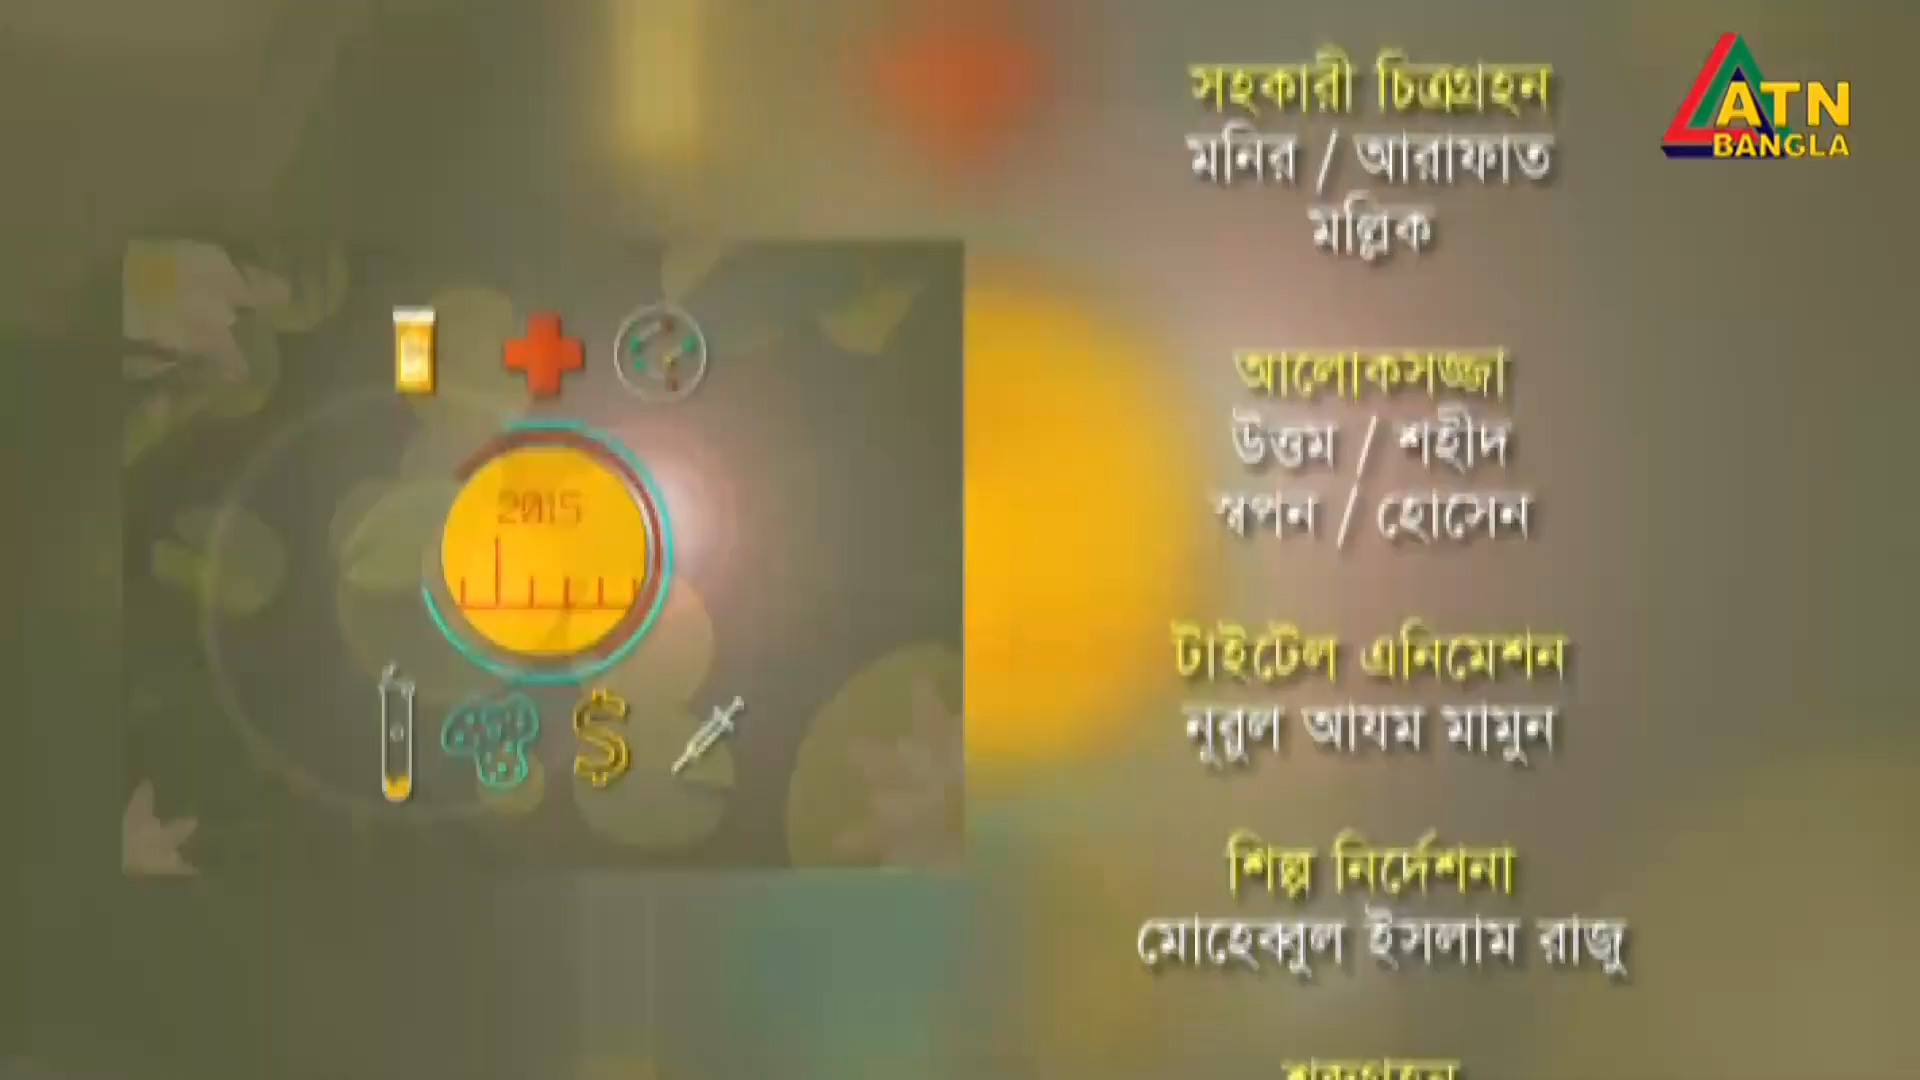 ATN
BANGLA
সহকারী চিত্রগ্রহন
মনির / আরাফাত
মল্লিক
আলোকসজ্জা
উত্তম / শহীদ
স্বপন / হোসেন
টাইটেল এনিমেশন
নুরুল আযম মামুন
শিল্প নির্দেশনা
মোহেব্বুল ইসলাম রাজু
2015
$